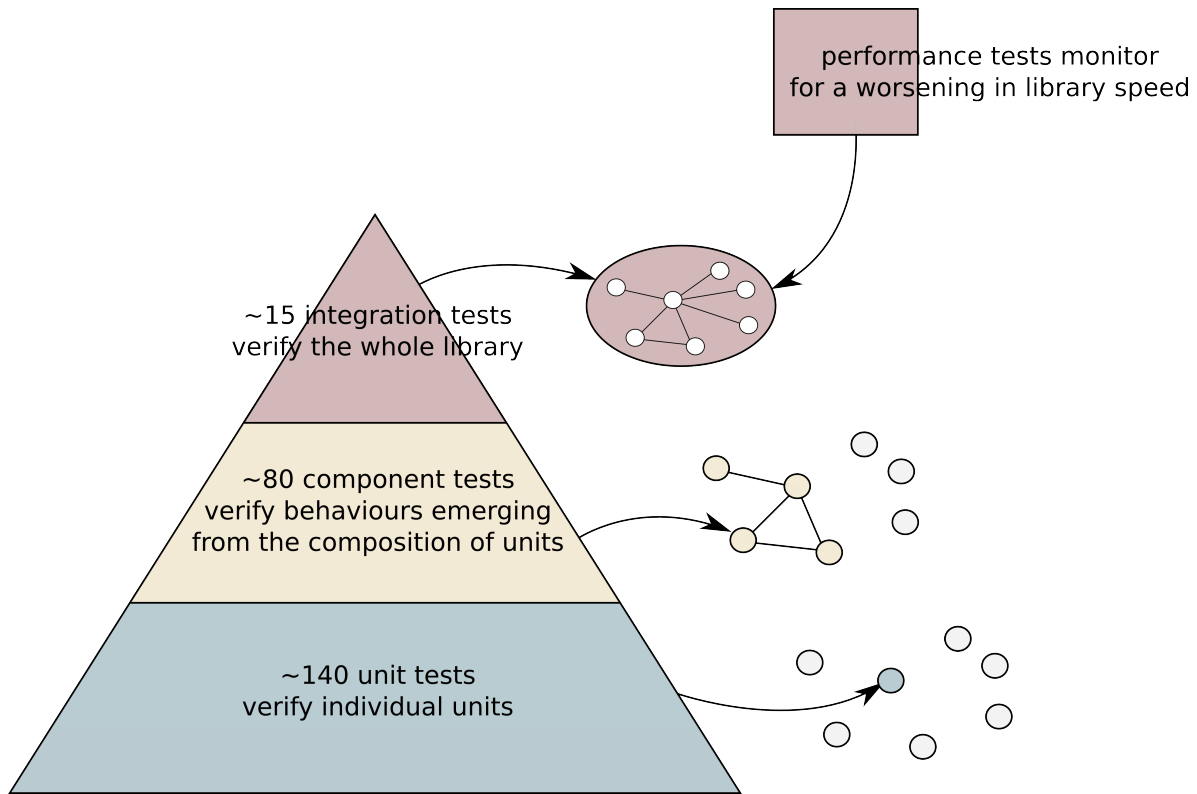 performance tests monitor
for a worsening in library speed
~15 integration tests
verify the whole library
~80 component tests
verify behaviours emerging
from the composition of units
~140 unit tests
verify individual units